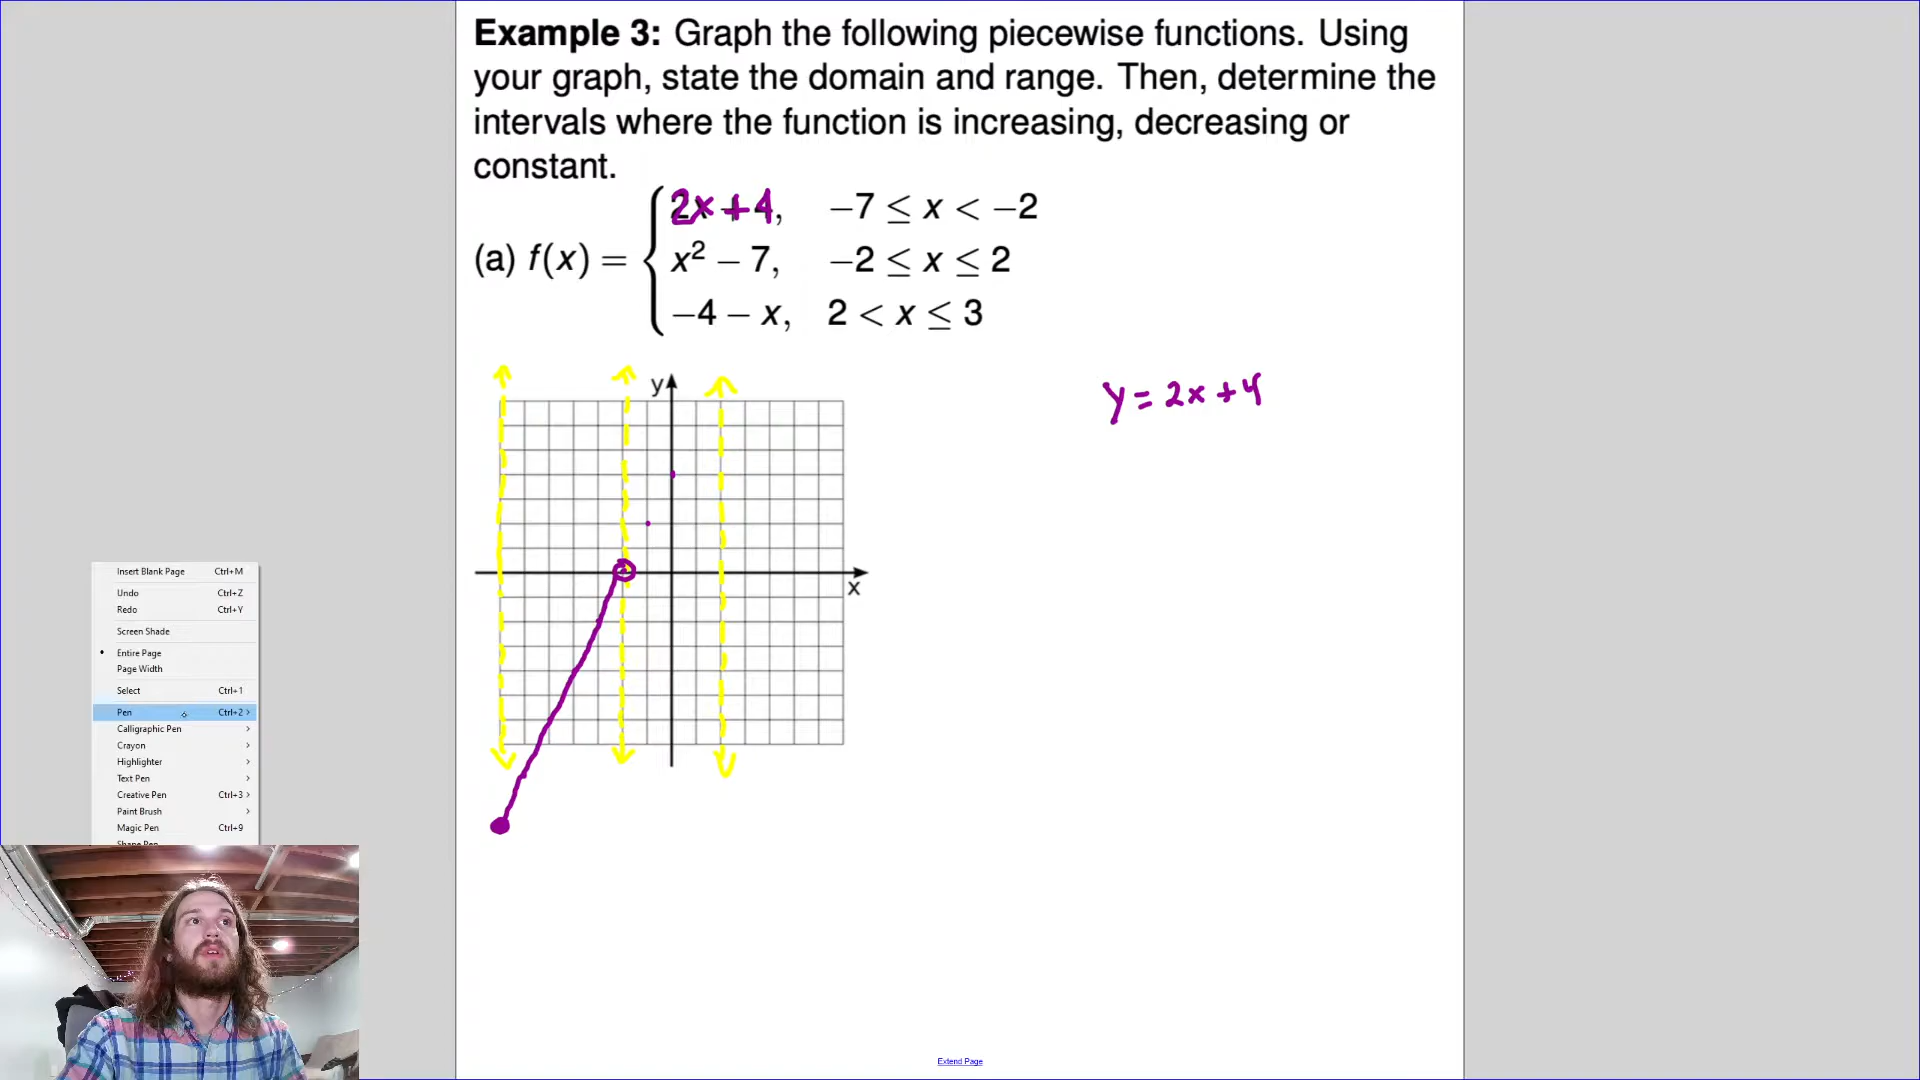 Example 3: Graph the following piecewise functions. Using
your graph, state the domain and range. Then, determine the
intervals where the function is increasing, decreasing or
constant.
2x+4, −7 ≤ x < −2
(a) f(x) = { x² − 7, −2 ≤ x ≤ 2
−4 − x, 2 < x ≤ 3
y
x
y = 2x + 4
Insert Blank Page Ctrl+M
Undo Ctrl+Z
Redo Ctrl+Y
Screen Shade
Entire Page
Page Width
Select Ctrl+1
Pen Ctrl+2 >
Calligraphic Pen >
Crayon >
Highlighter >
Text Pen >
Creative Pen Ctrl+3 >
Paint Brush >
Magic Pen Ctrl+9
Extend Page